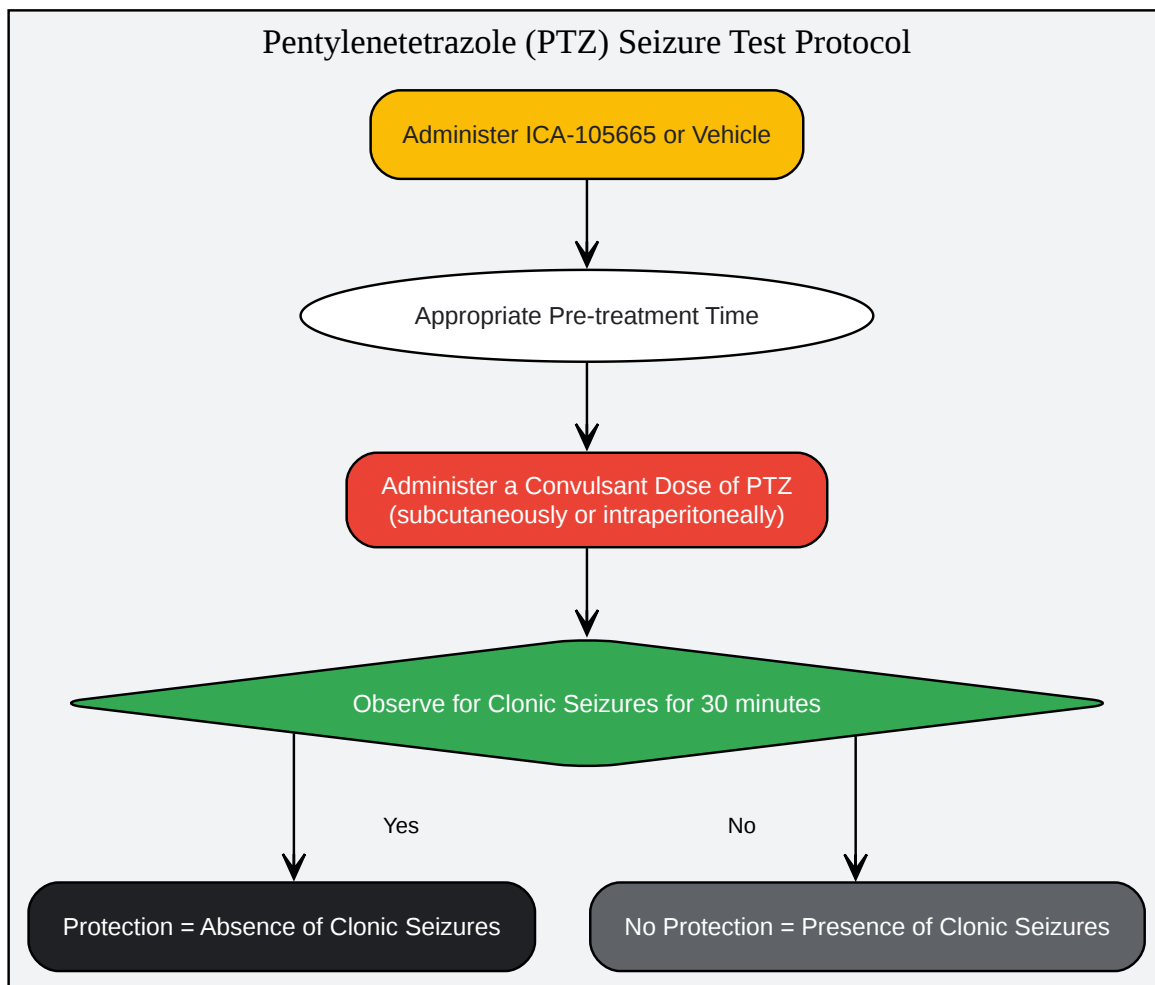 Pentylenetetrazole (PTZ) Seizure Test Protocol
Administer ICA-105665 or Vehicle
Appropriate Pre-treatment Time
Administer a Convulsant Dose of PTZ
(subcutaneously or intraperitoneally)
Observe for Clonic Seizures for 30 minutes
Yes
No
Protection = Absence of Clonic Seizures
No Protection = Presence of Clonic Seizures